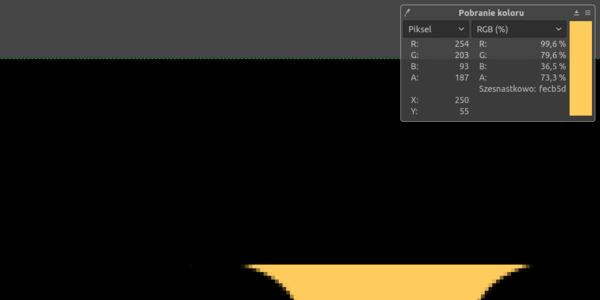 Pobranie koloru
Piksel RGB (%)
R: 254 R: 99,6 %
G: 203 G: 79,6 %
B: 93 B: 36,5 %
A: 187 A: 73,3 %
Szesnastkowo: fecb5d
X: 250
Y: 55